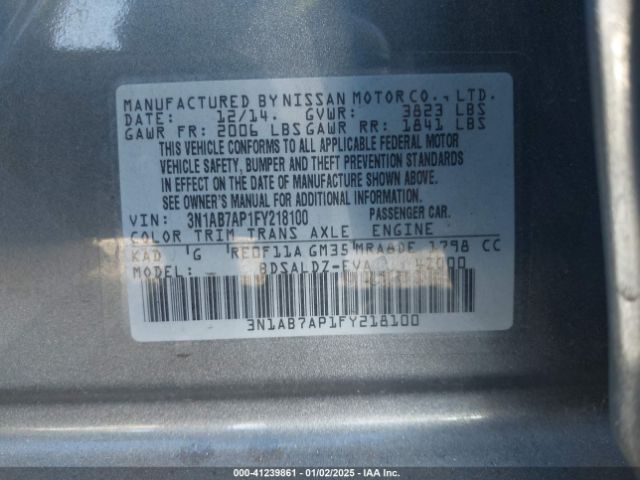 MANUFACTURED BY NISSAN MOTOR CO., LTD.
DATE: 12/14. GVWR: 3823 LBS
GAWR FR: 2006 LBS GAWR RR: 1841 LBS
THIS VEHICLE CONFORMS TO ALL APPLICABLE FEDERAL MOTOR
VEHICLE SAFETY, BUMPER AND THEFT PREVENTION STANDARDS
IN EFFECT ON THE DATE OF MANUFACTURE SHOWN ABOVE.
SEE OWNER'S MANUAL FOR ADDITIONAL INFORMATION.
VIN: 3N1AB7AP1FY218100 PASSENGER CAR.
COLOR TRIM TRANS AXLE ENGINE
KAD G RE0F11A GM35 MRA8DE 1798 CC
MODEL: BDSALDZ-EVA
3N1AB7AP1FY218100
00-41239861 | 01/02/2025 - IAA Inc.